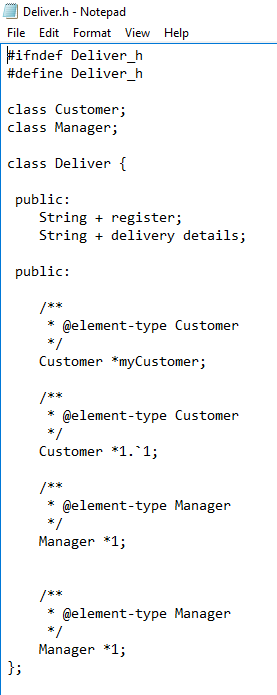 Deliver.h - Notepad
File Edit Format View Help
#ifndef Deliver_h
#define Deliver_h
class Customer;
class Manager;
class Deliver {
public:
String + register;
String + delivery details;
public:
/**
* @element-type Customer
*/
Customer *myCustomer;
/**
* @element-type Customer
*/
Customer *1.`1;
/**
* @element-type Manager
*/
Manager *1;
/**
* @element-type Manager
*/
Manager *1;
};